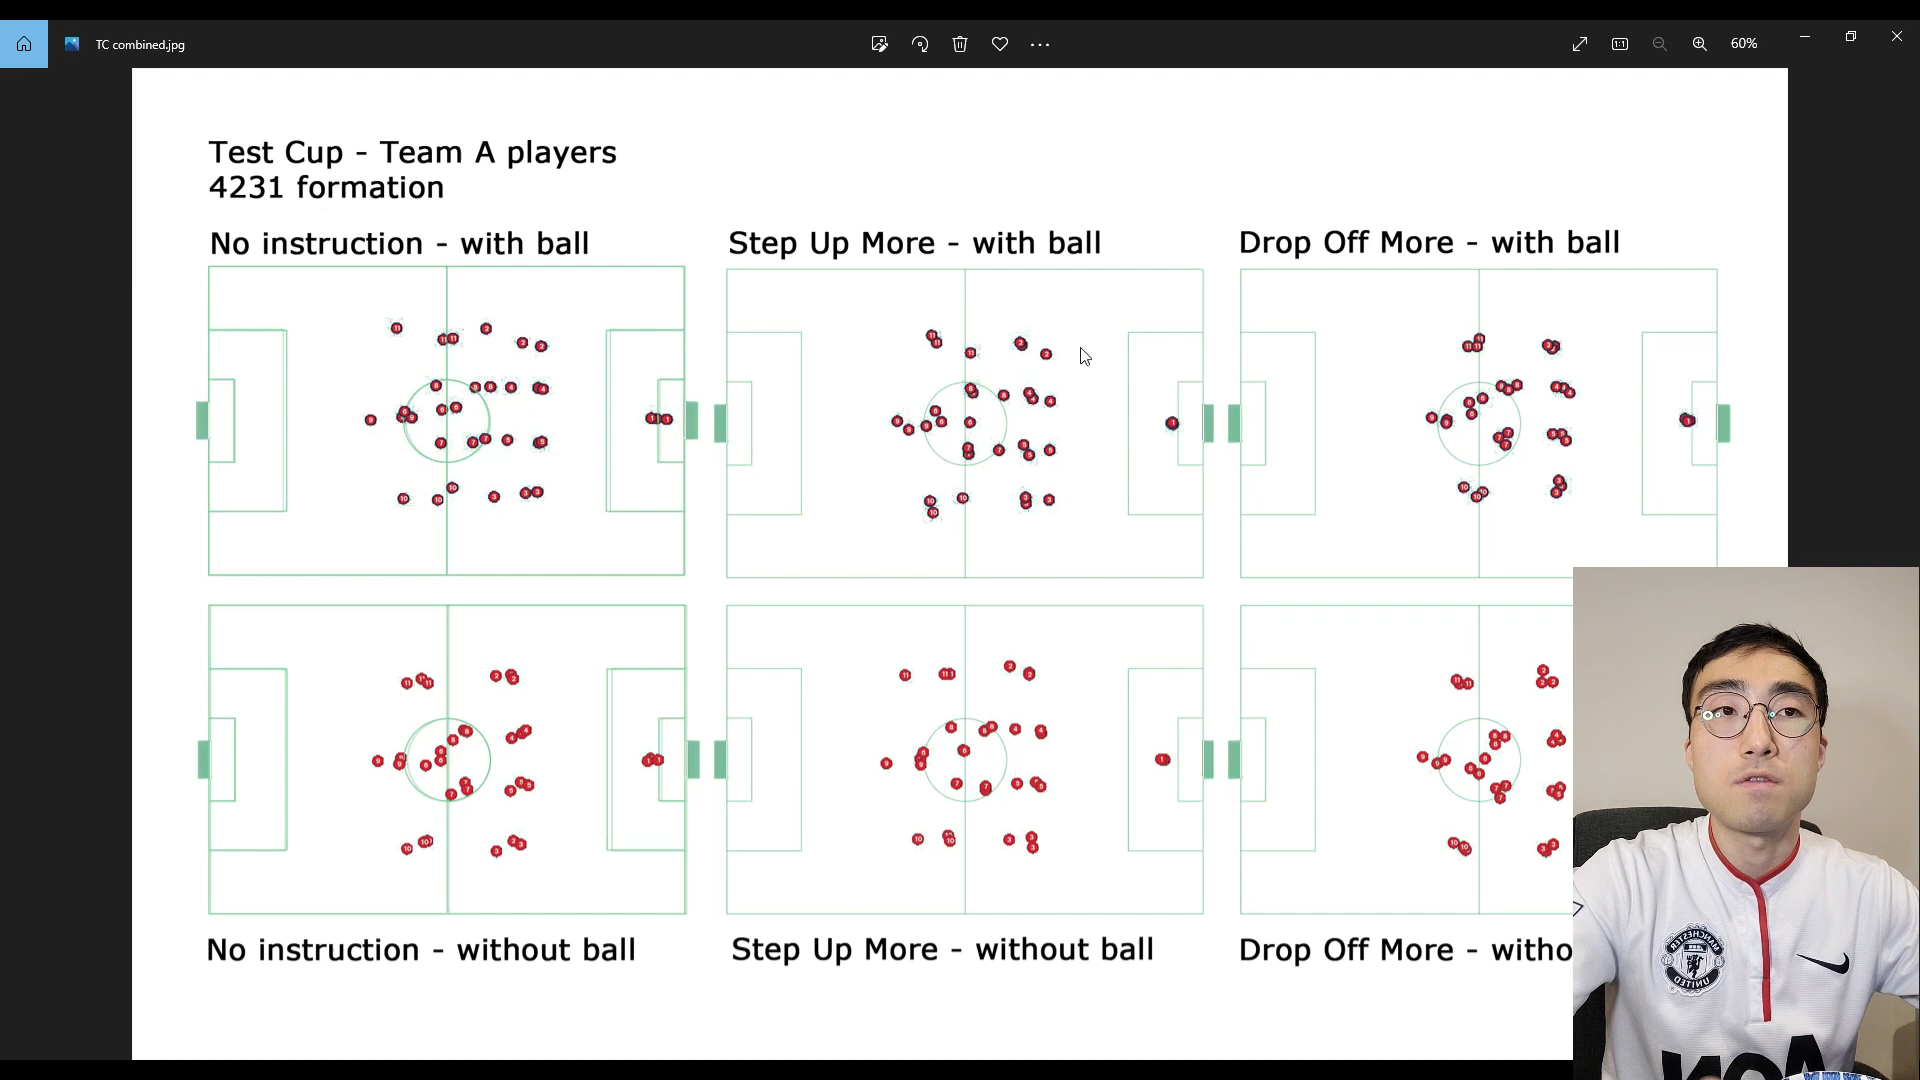 TC combined.jpg
60%
Test Cup - Team A players
4231 formation
No instruction - with ball
Step Up More - with ball
Drop Off More - with ball
No instruction - without ball
Step Up More - without ball
Drop Off More - witho